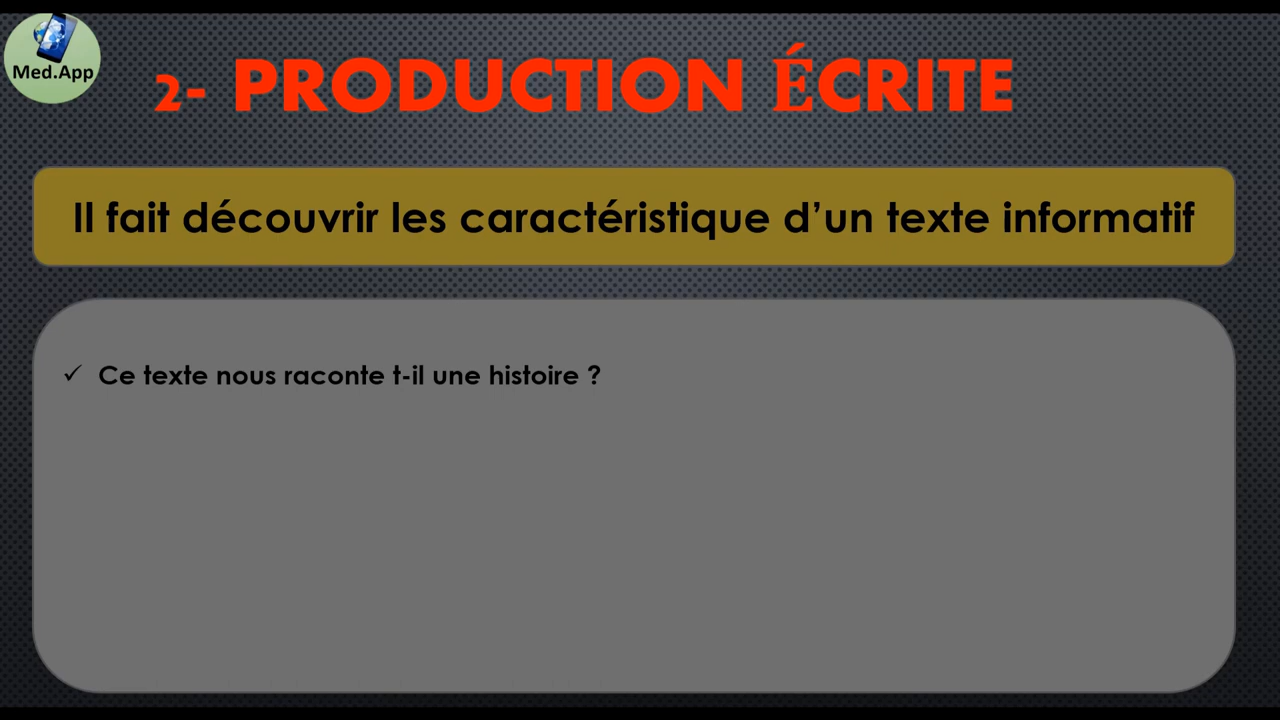 Med.App
2- PRODUCTION ÉCRITE
Il fait découvrir les caractéristique d’un texte informatif
✓ Ce texte nous raconte t-il une histoire ?